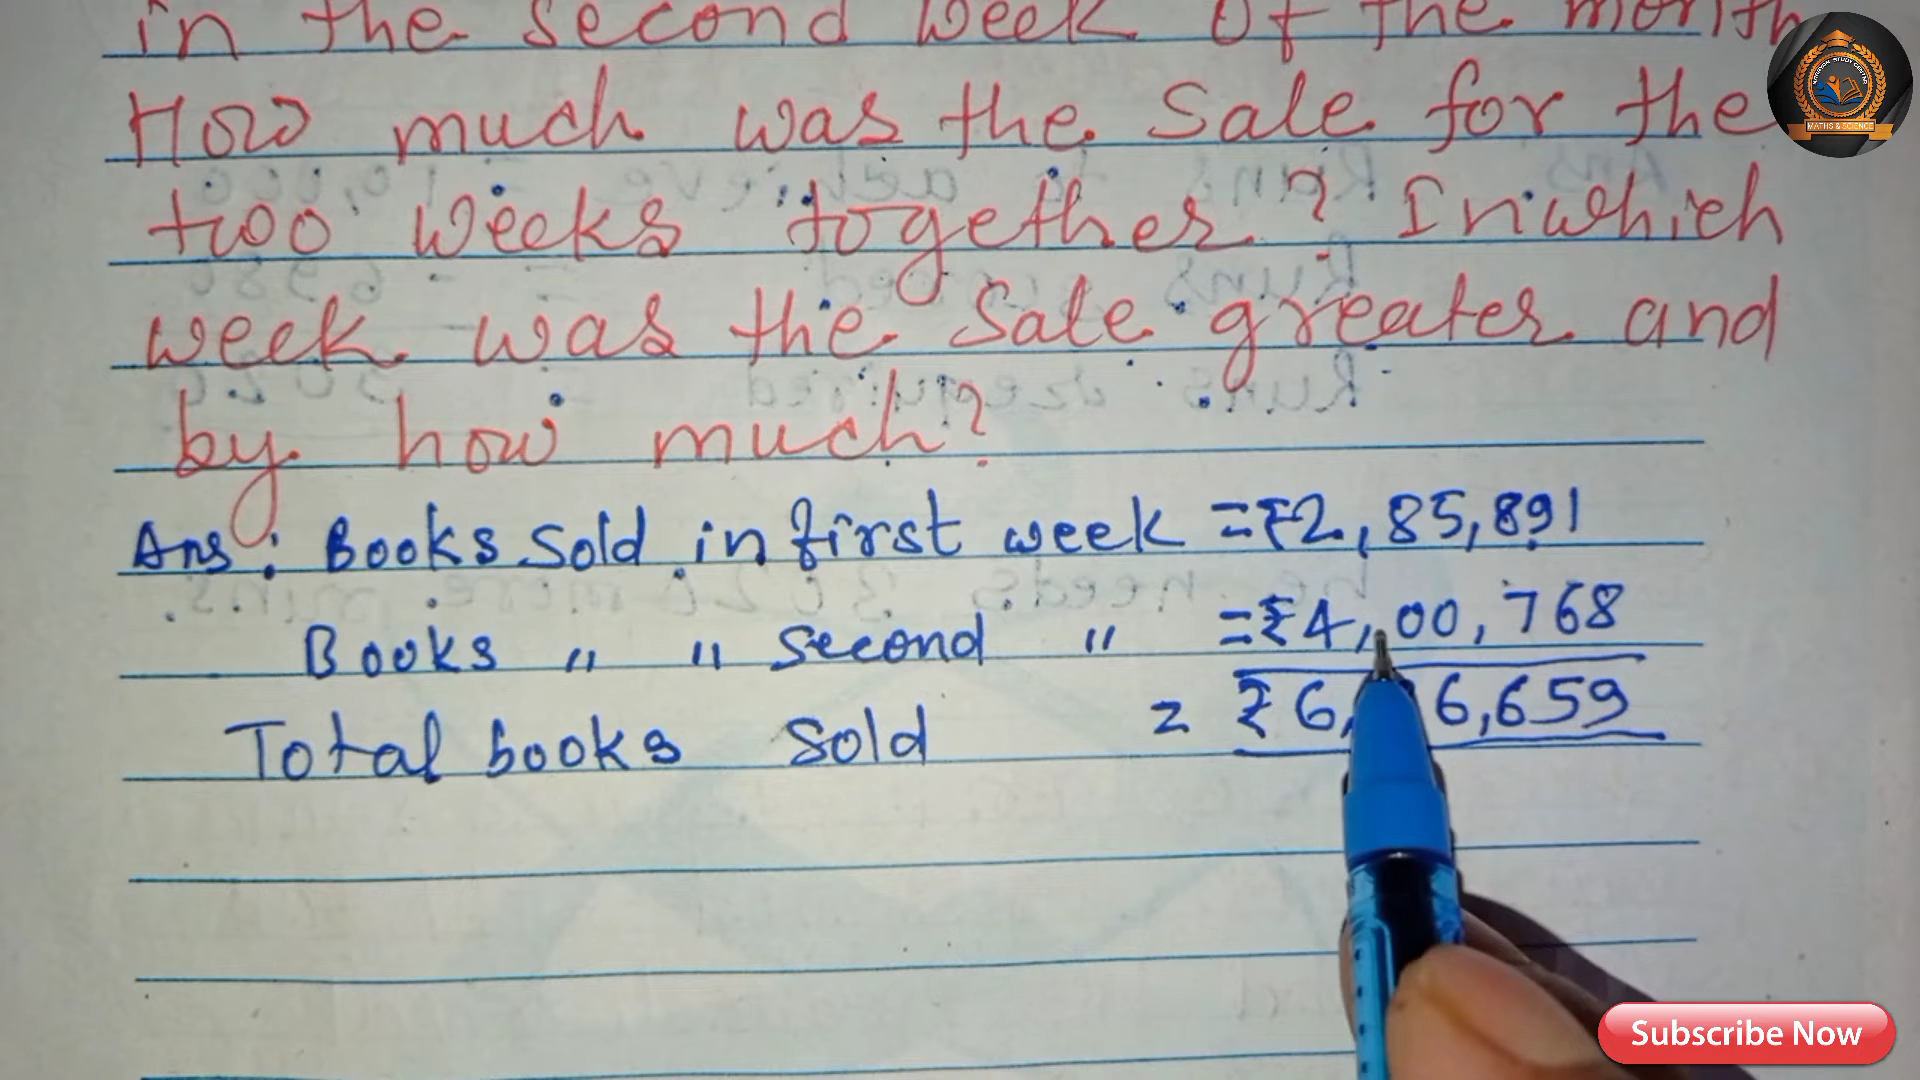 in the second week of the month
How much was the sale for the
two weeks together? In which
week was the sale greater and
by how much?
Ans: Books sold in first week = ₹2,85,891
Books " " second " = ₹4,00,768
Total books sold = ₹6, 6,659
MATHS & SCIENCE
Subscribe Now